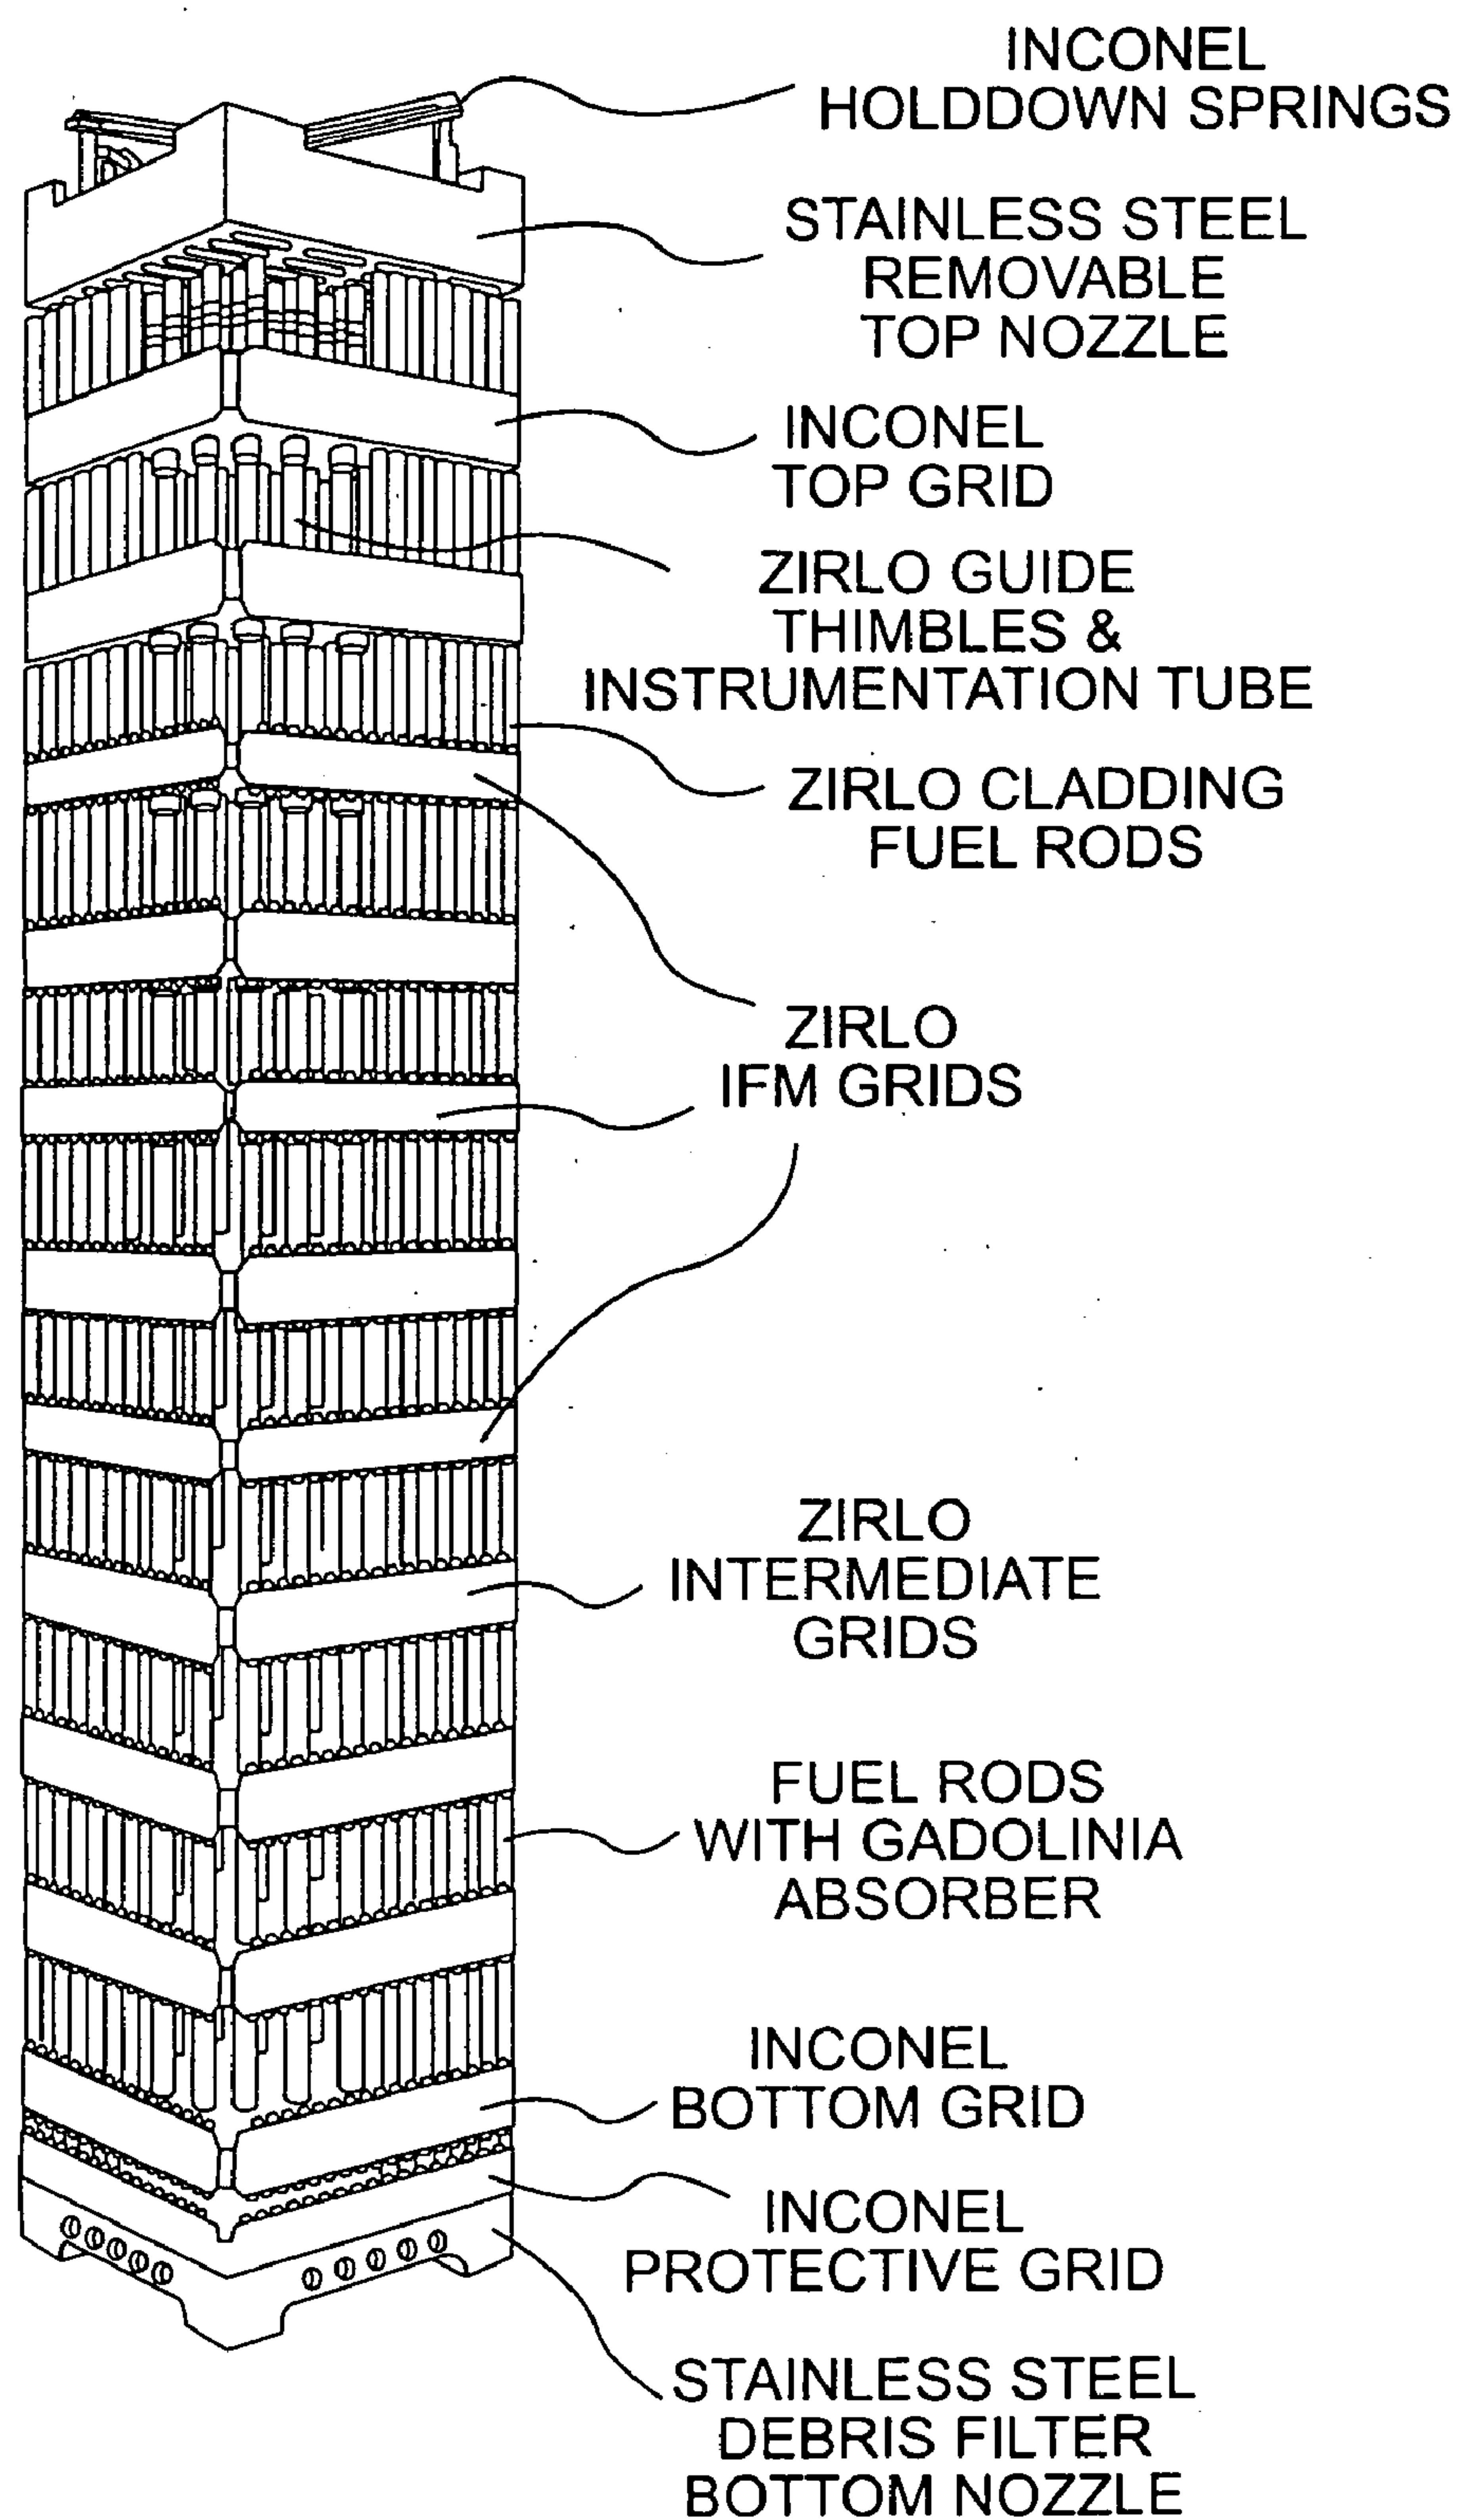 INCONEL
HOLDDOWN SPRINGS
STAINLESS STEEL
REMOVABLE
TOP NOZZLE
INCONEL
TOP GRID
ZIRLO GUIDE
THIMBLES &
INSTRUMENTATION TUBE
ZIRLO CLADDING
FUEL RODS
ZIRLO
IFM GRIDS
ZIRLO
INTERMEDIATE
GRIDS
FUEL RODS
WITH GADOLINIA
ABSORBER
INCONEL
BOTTOM GRID
INCONEL
PROTECTIVE GRID
STAINLESS STEEL
DEBRIS FILTER
BOTTOM NOZZLE